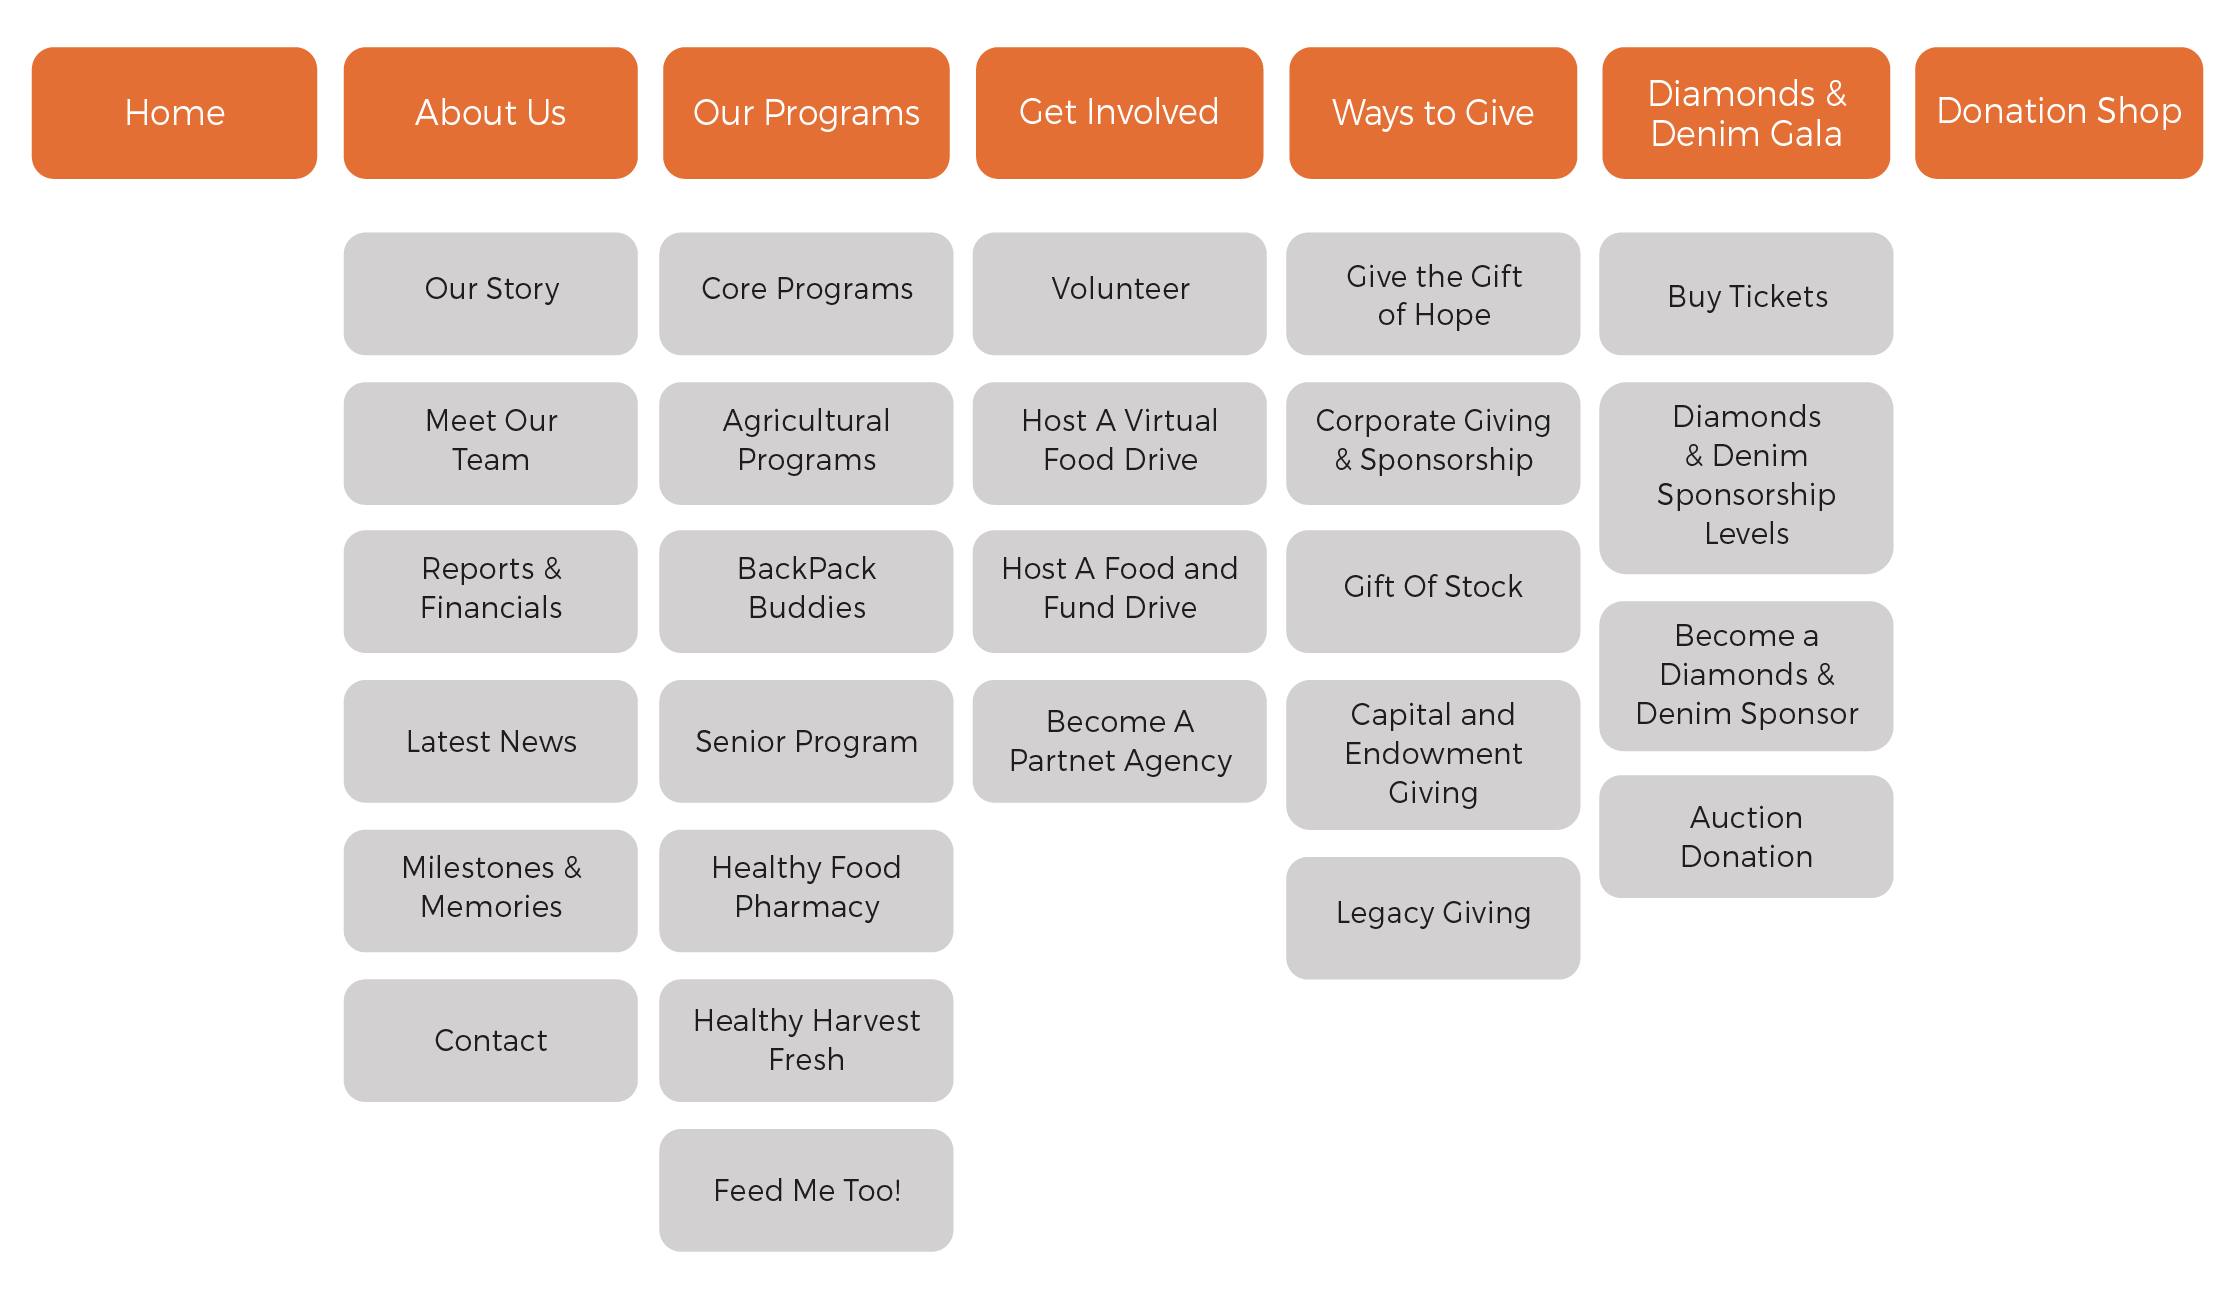 Home
About Us
Our Programs
Get Involved
Ways to Give
Diamonds &
Denim Gala
Donation Shop
Our Story
Meet Our
Team
Reports &
Financials
Latest News
Milestones &
Memories
Contact
Core Programs
Agricultural
Programs
BackPack
Buddies
Senior Program
Healthy Food
Pharmacy
Healthy Harvest
Fresh
Feed Me Too!
Volunteer
Host A Virtual
Food Drive
Host A Food and
Fund Drive
Become A
Partnet Agency
Give the Gift
of Hope
Corporate Giving
& Sponsorship
Gift Of Stock
Capital and
Endowment
Giving
Legacy Giving
Buy Tickets
Diamonds
& Denim
Sponsorship
Levels
Become a
Diamonds &
Denim Sponsor
Auction
Donation